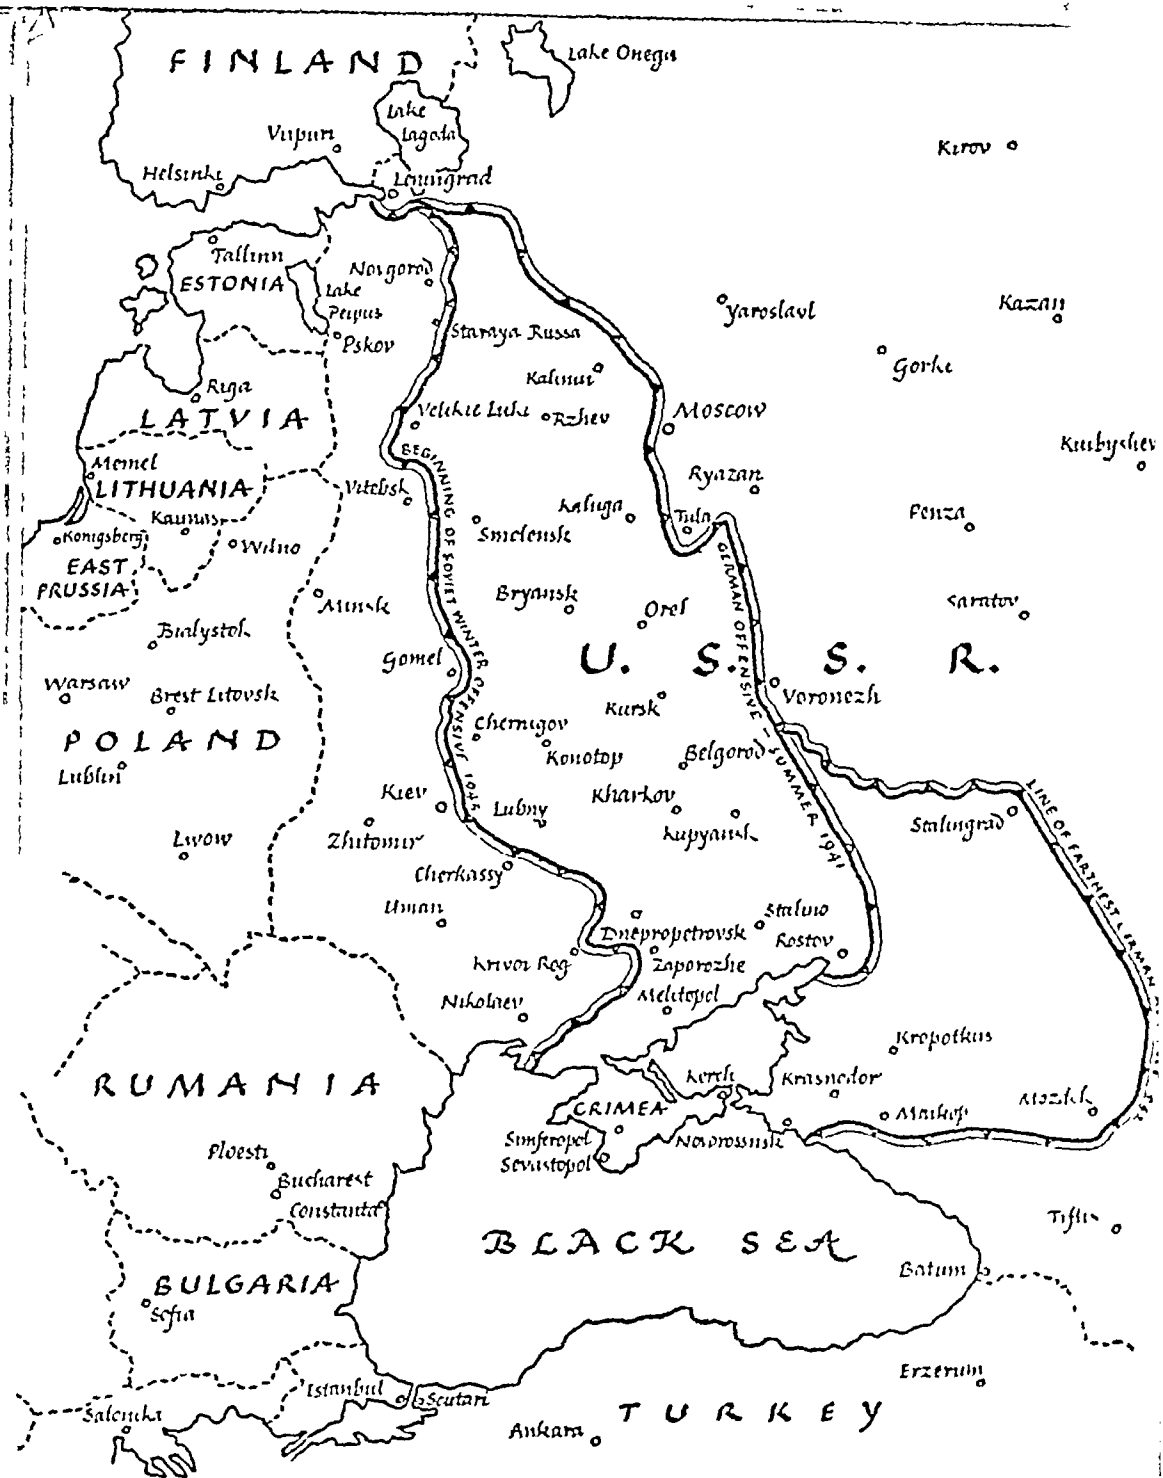 FINLAND
Lake Onega
Lake
Lagoda
Viipuri
Kirov
Helsinki
Leningrad
Tallinn
ESTONIA
Novgorod
Lake
Peipus
Staraya Russa
Pskov
Yaroslavl
Kazan
Gorki
Kalinin
Riga
LATVIA
Velikie Luki
Rzhev
Moscow
Kuibyshev
Memel
LITHUANIA
Vitebsk
Ryazan
Kaunas
Kaluga
Tula
Penza
Konigsberg
Wilno
Smolensk
EAST
PRUSSIA
Minsk
Bryansk
Orel
Saratov
Bialystok
Gomel
U. S. S. R.
Warsaw
Brest Litovsk
Kursk
Voronezh
POLAND
Chernigov
Konotop
Belgorod
Lublin
Kiev
Lubny
Kharkov
Kupyansk
Stalingrad
Lwow
Zhitomir
Cherkassy
BEGINNING OF SOVIET WINTER OFFENSIVE 1943
GERMAN OFFENSIVE - SUMMER 1941
LINE OF FARTHEST GERMAN
Uman
Dnepropetrovsk
Stalino
Rostov
Krivoi Rog
Zaporozhe
Nikolaev
Melitopol
Kropotkus
RUMANIA
Kerch
Krasnodor
CRIMEA
Maikop
Mozdk
Simferopol
Sevastopol
Novorossiisk
Ploesti
Bucharest
Constanta
BLACK SEA
Tiflis
BULGARIA
Batum
Sofia
Erzerum
Istanbul
Scutari
Salonika
Ankara
TURKEY